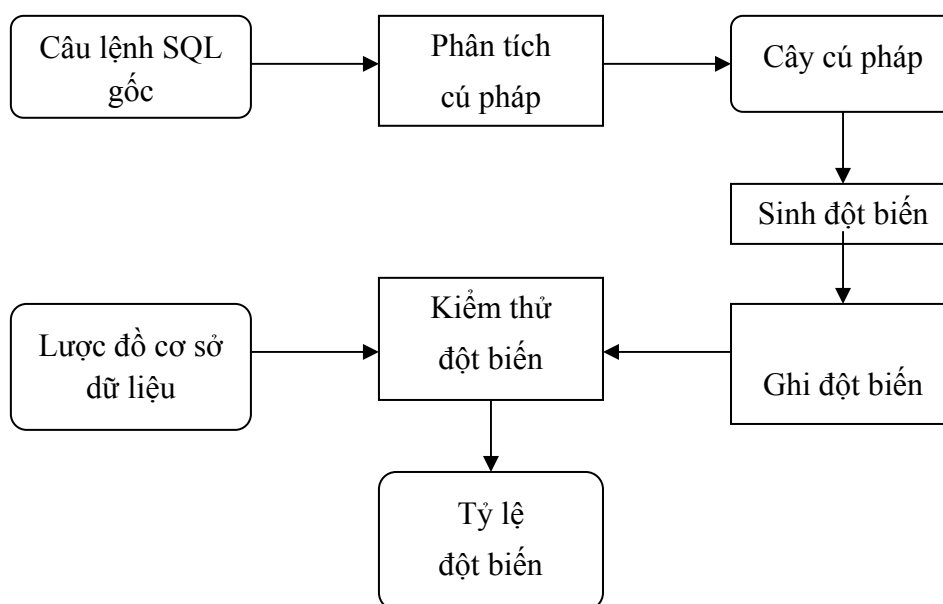 Câu lệnh SQL
gốc
Phân tích
cú pháp
Cây cú pháp
Sinh đột biến
Lược đồ cơ sở
dữ liệu
Kiểm thử
đột biến
Ghi đột biến
Tỷ lệ
đột biến